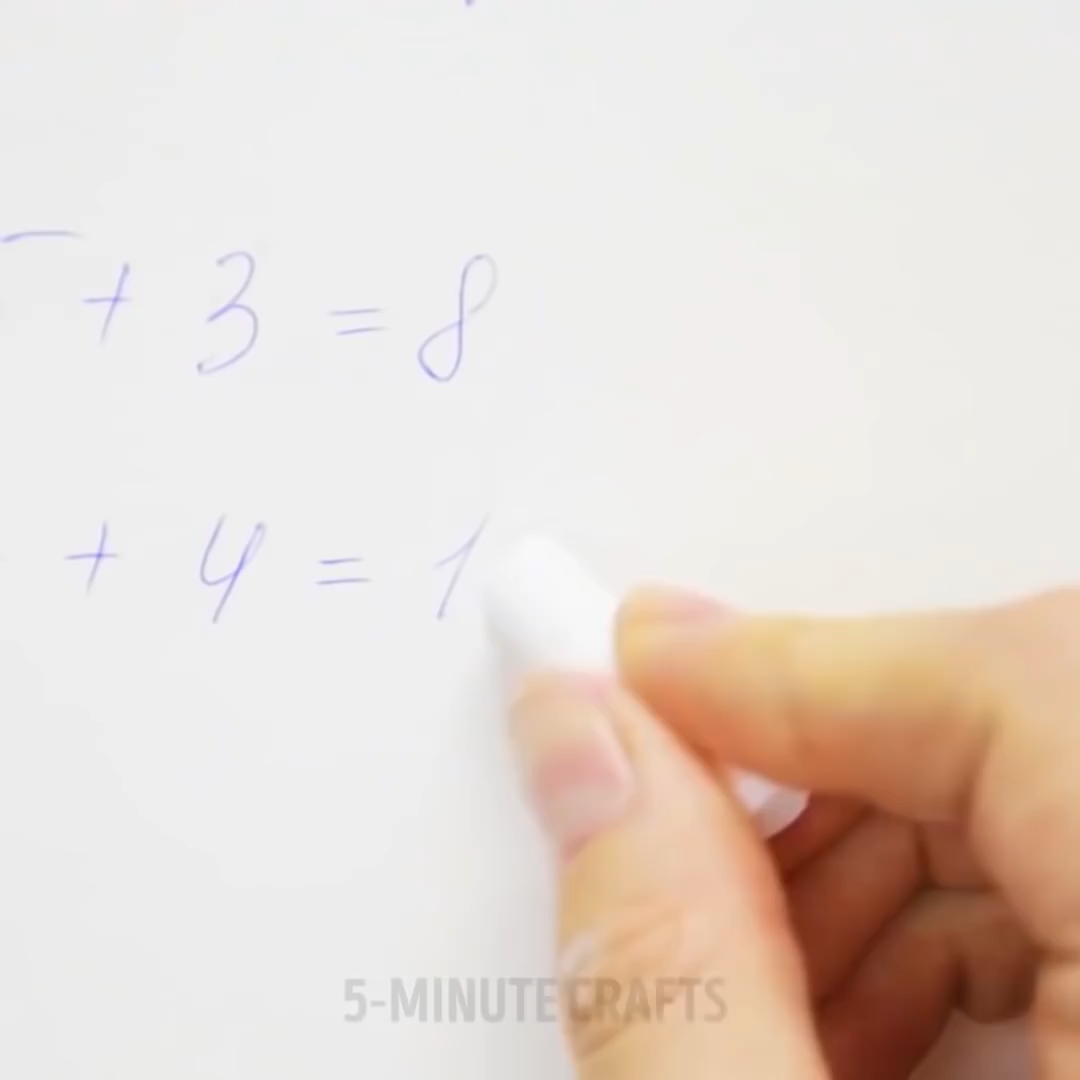 + 3 = 8
+ 4 = 1
5-MINUTE CRAFTS